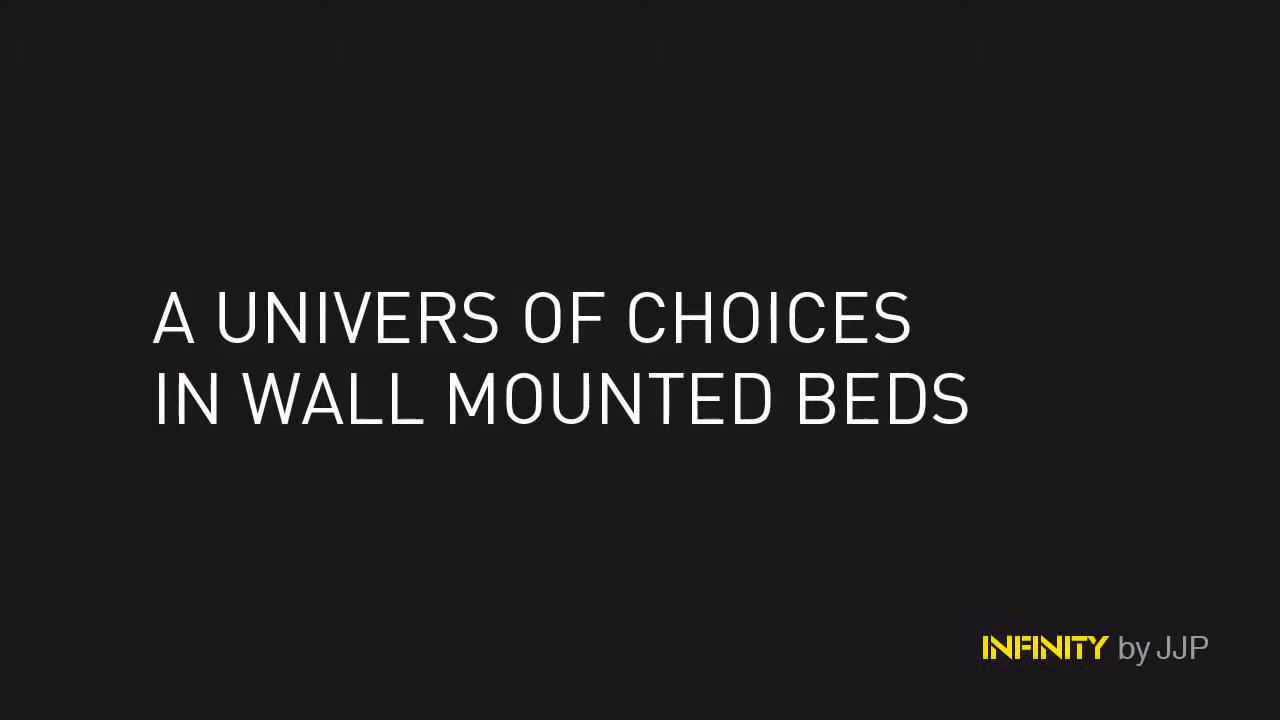 A UNIVERS OF CHOICES
IN WALL MOUNTED BEDS
INFINITY by JJP